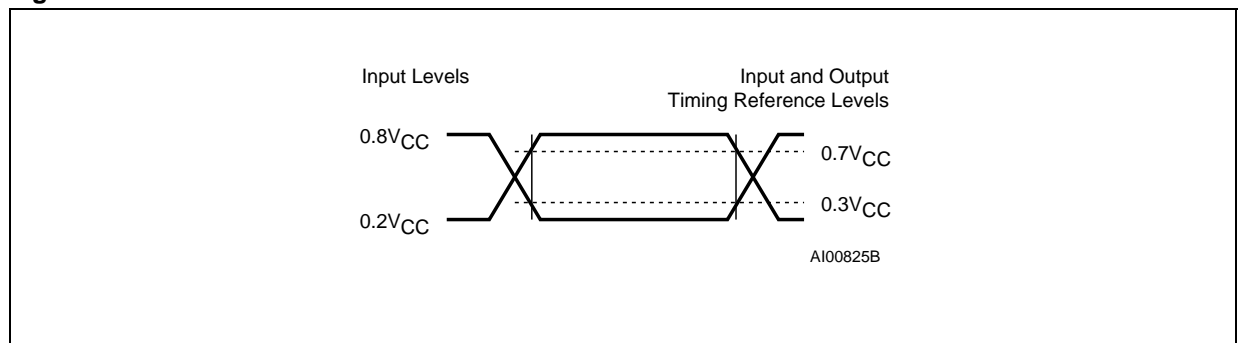 Input Levels
Input and Output
Timing Reference Levels
0.8VCC
0.7VCC
0.3VCC
0.2VCC
AI00825B